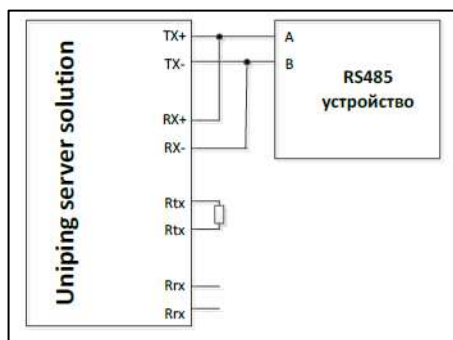 Uniping server solution
TX+
TX-
RX+
RX-
Rtx
Rtx
Rrx
Rrx
A
B
RS485
устройство